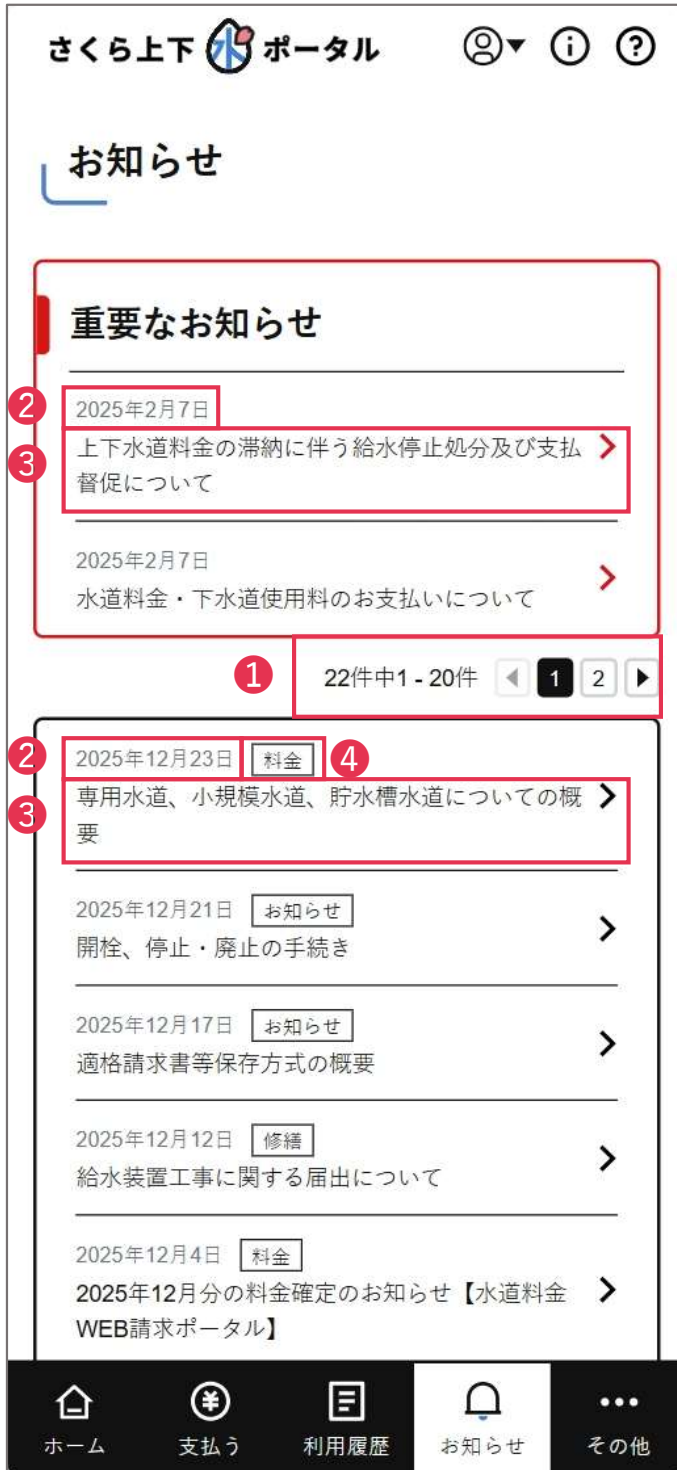 さくら上下水ポータル
お知らせ
重要なお知らせ
2 2025年2月7日
3 上下水道料金の滞納に伴う給水停止処分及び支払
督促について
2025年2月7日
水道料金・下水道使用料のお支払いについて
1 22件中1 - 20件 1 2
2 2025年12月23日 料金 4
3 専用水道、小規模水道、貯水槽水道についての概
要
2025年12月21日 お知らせ
開栓、停止・廃止の手続き
2025年12月17日 お知らせ
適格請求書等保存方式の概要
2025年12月12日 修繕
給水装置工事に関する届出について
2025年12月4日 料金
2025年12月分の料金確定のお知らせ【水道料金
WEB請求ポータル】
ホーム 支払う 利用履歴 お知らせ その他